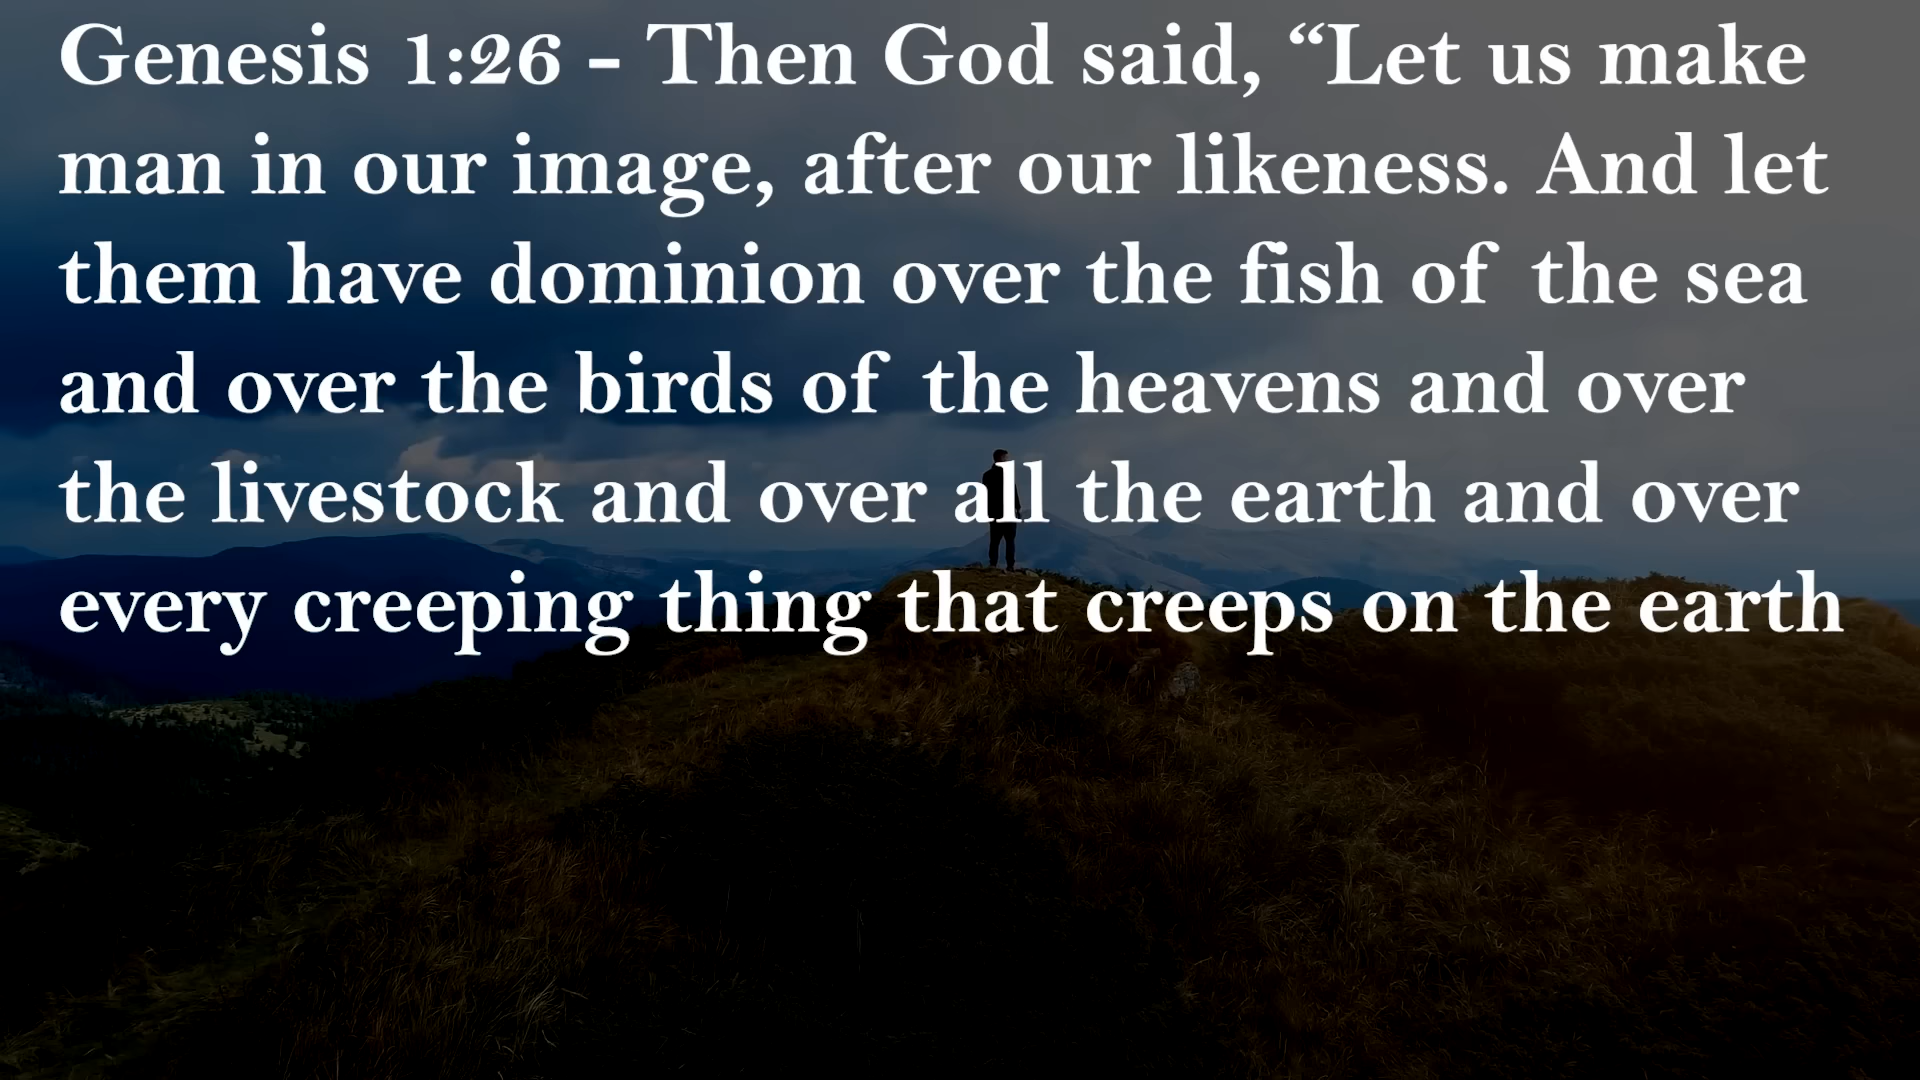 Genesis 1:26 - Then God said, “Let us make
man in our image, after our likeness. And let
them have dominion over the fish of the sea
and over the birds of the heavens and over
the livestock and over all the earth and over
every creeping thing that creeps on the earth